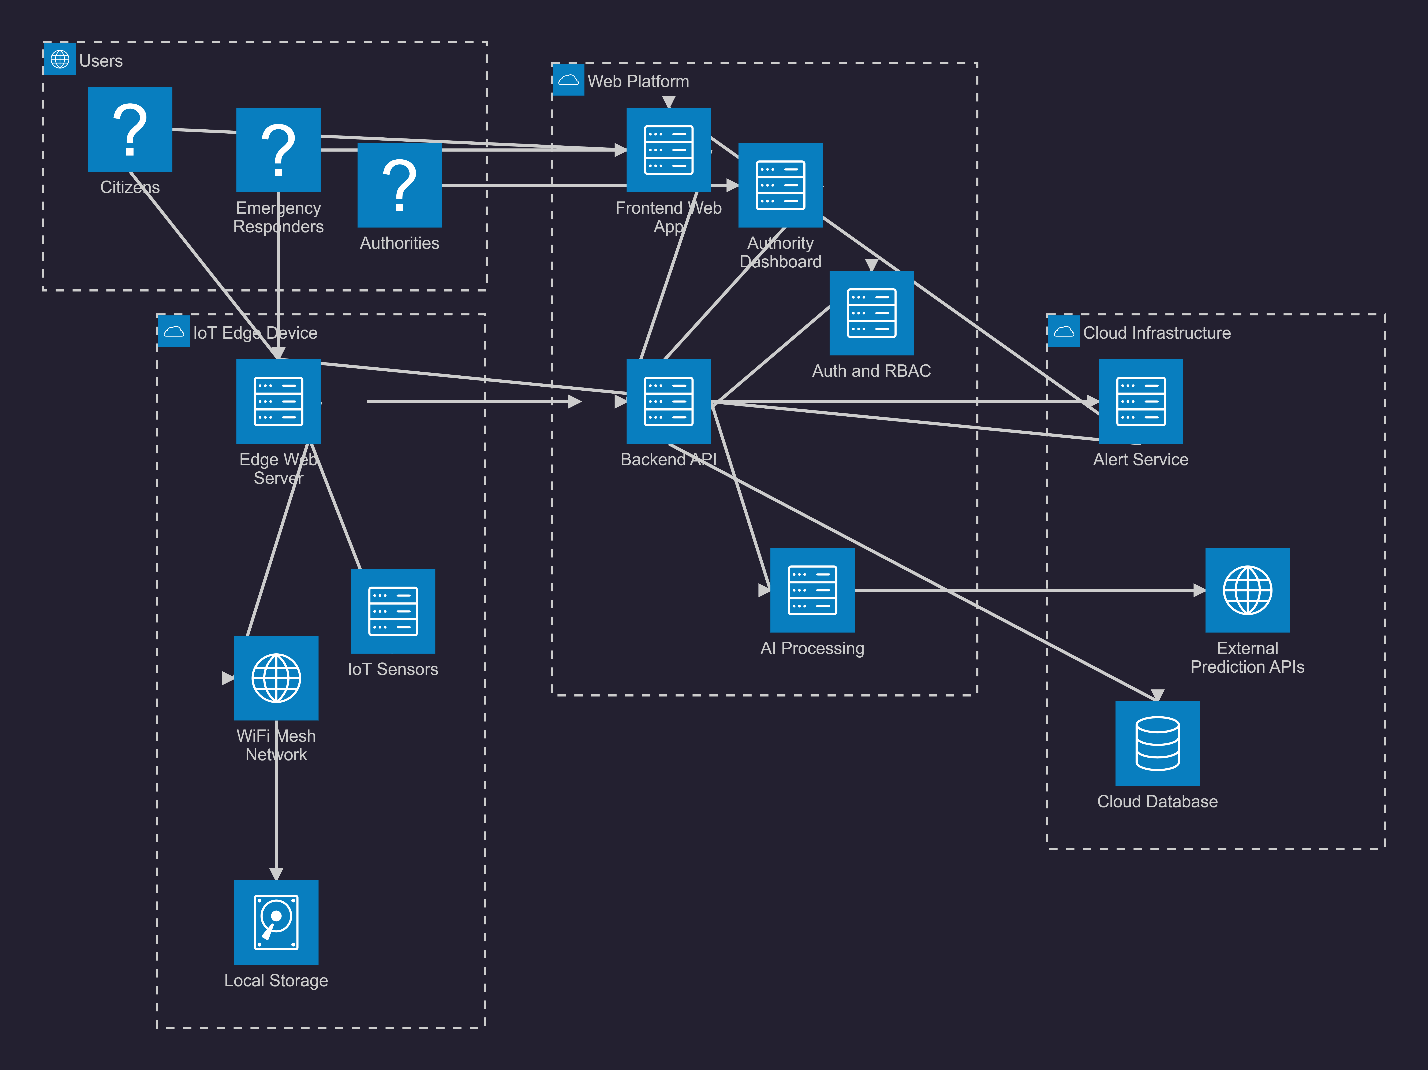 Users
?
Citizens
?
Emergency
Responders
?
Authorities
Web Platform
Frontend Web
App
Authority
Dashboard
Auth and RBAC
Backend API
AI Processing
IoT Edge Device
Edge Web
Server
IoT Sensors
WiFi Mesh
Network
Local Storage
Cloud Infrastructure
Alert Service
External
Prediction APIs
Cloud Database